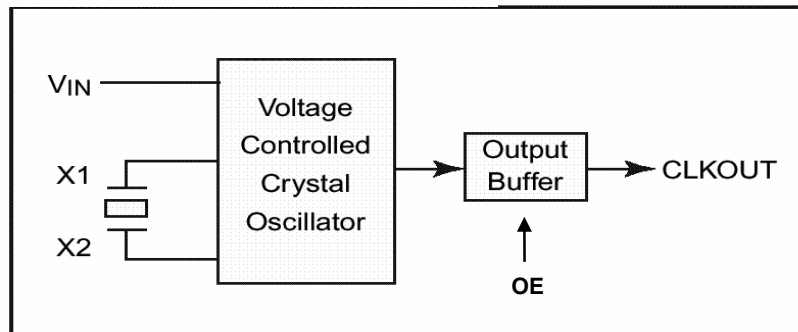 VIN
Voltage
Controlled
Crystal
Oscillator
X1
X2
Output
Buffer
CLKOUT
OE